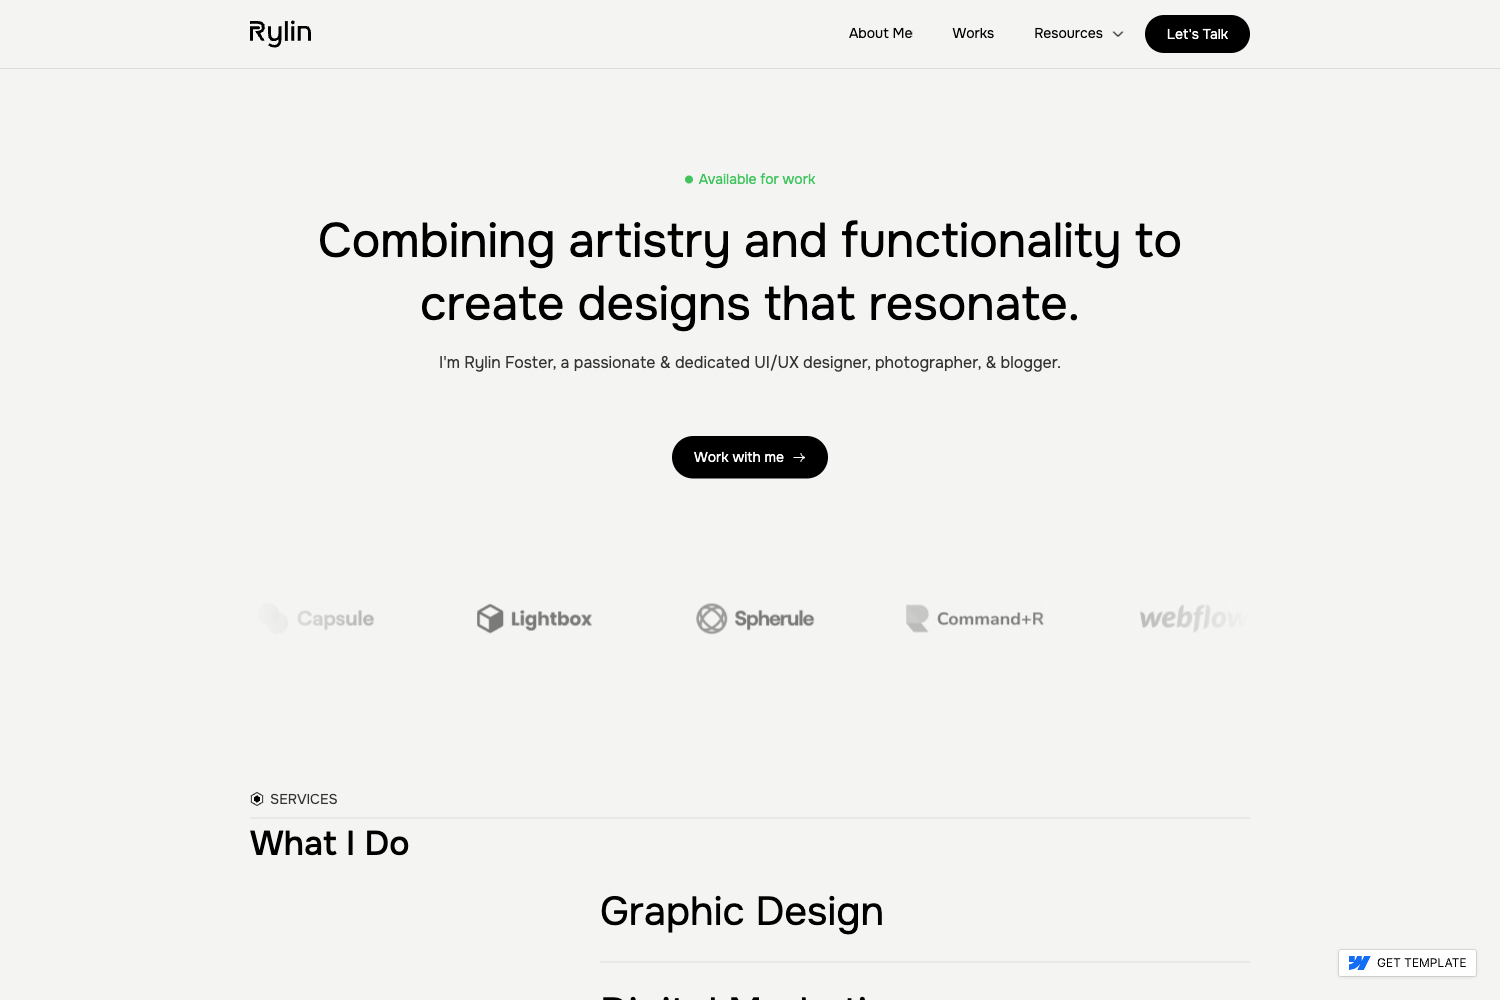 Rylin
About Me
Works
Resources
Let's Talk
Available for work
Combining artistry and functionality to
create designs that resonate.
I'm Rylin Foster, a passionate & dedicated UI/UX designer, photographer, & blogger.
Work with me
Capsule
Lightbox
Spherule
Command+R
webflow
SERVICES
What I Do
Graphic Design
GET TEMPLATE